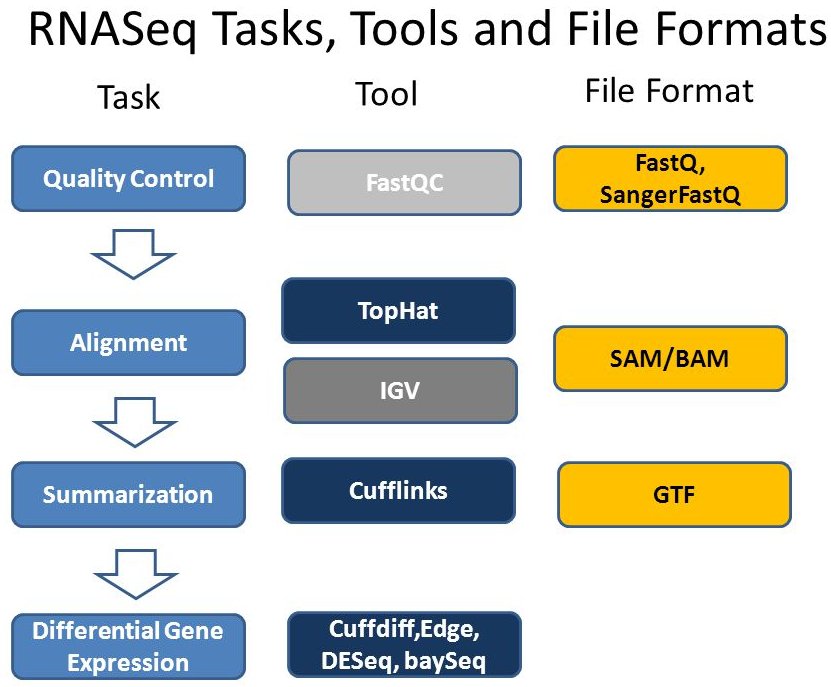 RNASeq Tasks, Tools and File Formats
Task
Tool
File Format
Quality Control
FastQC
FastQ,
SangerFastQ
Alignment
TopHat
IGV
SAM/BAM
Summarization
Cufflinks
GTF
Differential Gene
Expression
Cuffdiff,Edge,
DESeq, baySeq